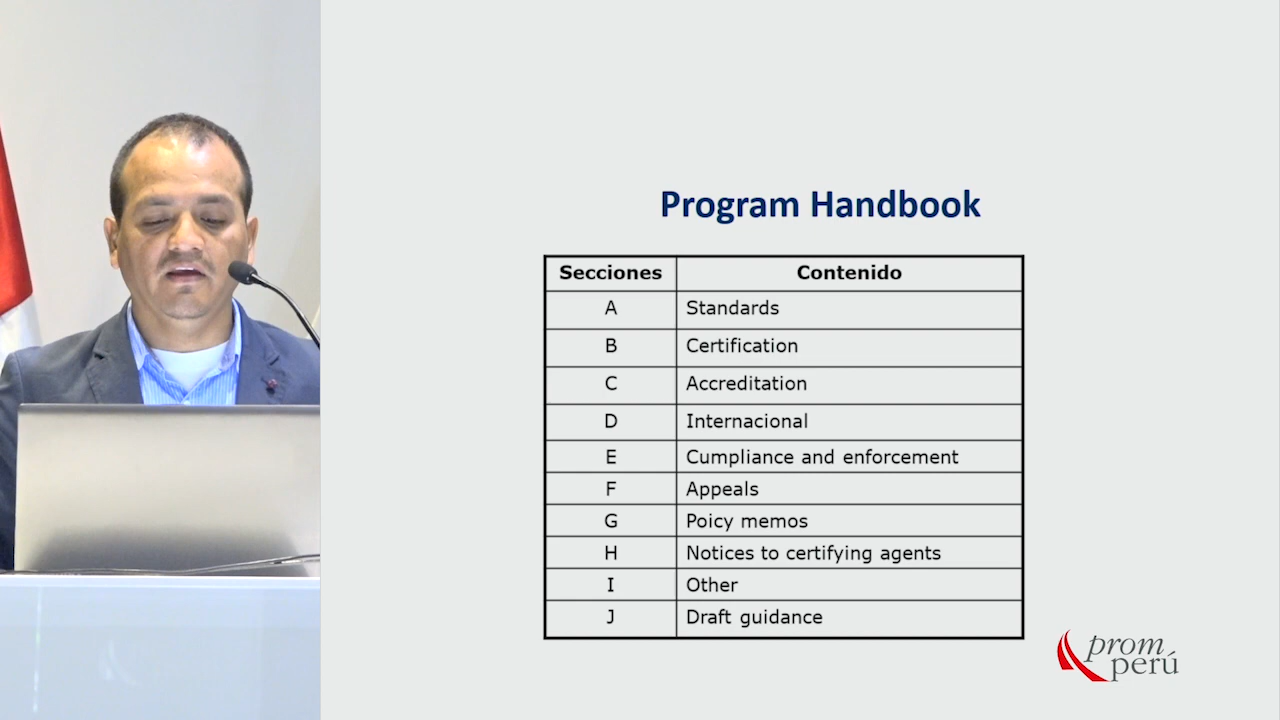 Program Handbook
Secciones Contenido
A Standards
B Certification
C Accreditation
D Internacional
E Cumpliance and enforcement
F Appeals
G Poicy memos
H Notices to certifying agents
I Other
J Draft guidance
prom
perú